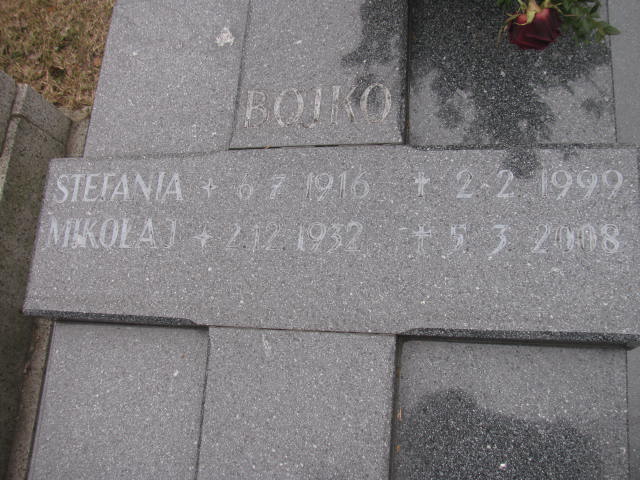 BOJKO
STEFANIA * 6 7 1916 † 2 2 1999
MIKOŁAJ * 2 12 1932 † 5 3 2008